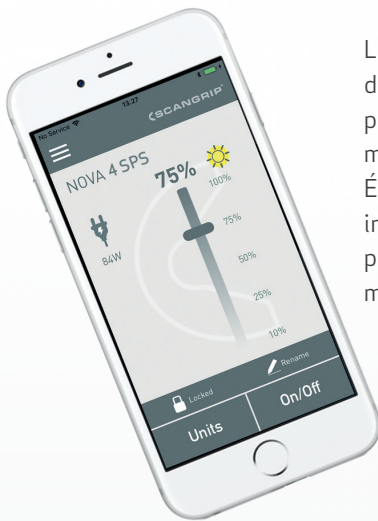 No Service 13.27
SCANGRIP®
NOVA 4 SPS
75%
100%
84W
75%
50%
25%
10%
Locked
Rename
Units
On/Off